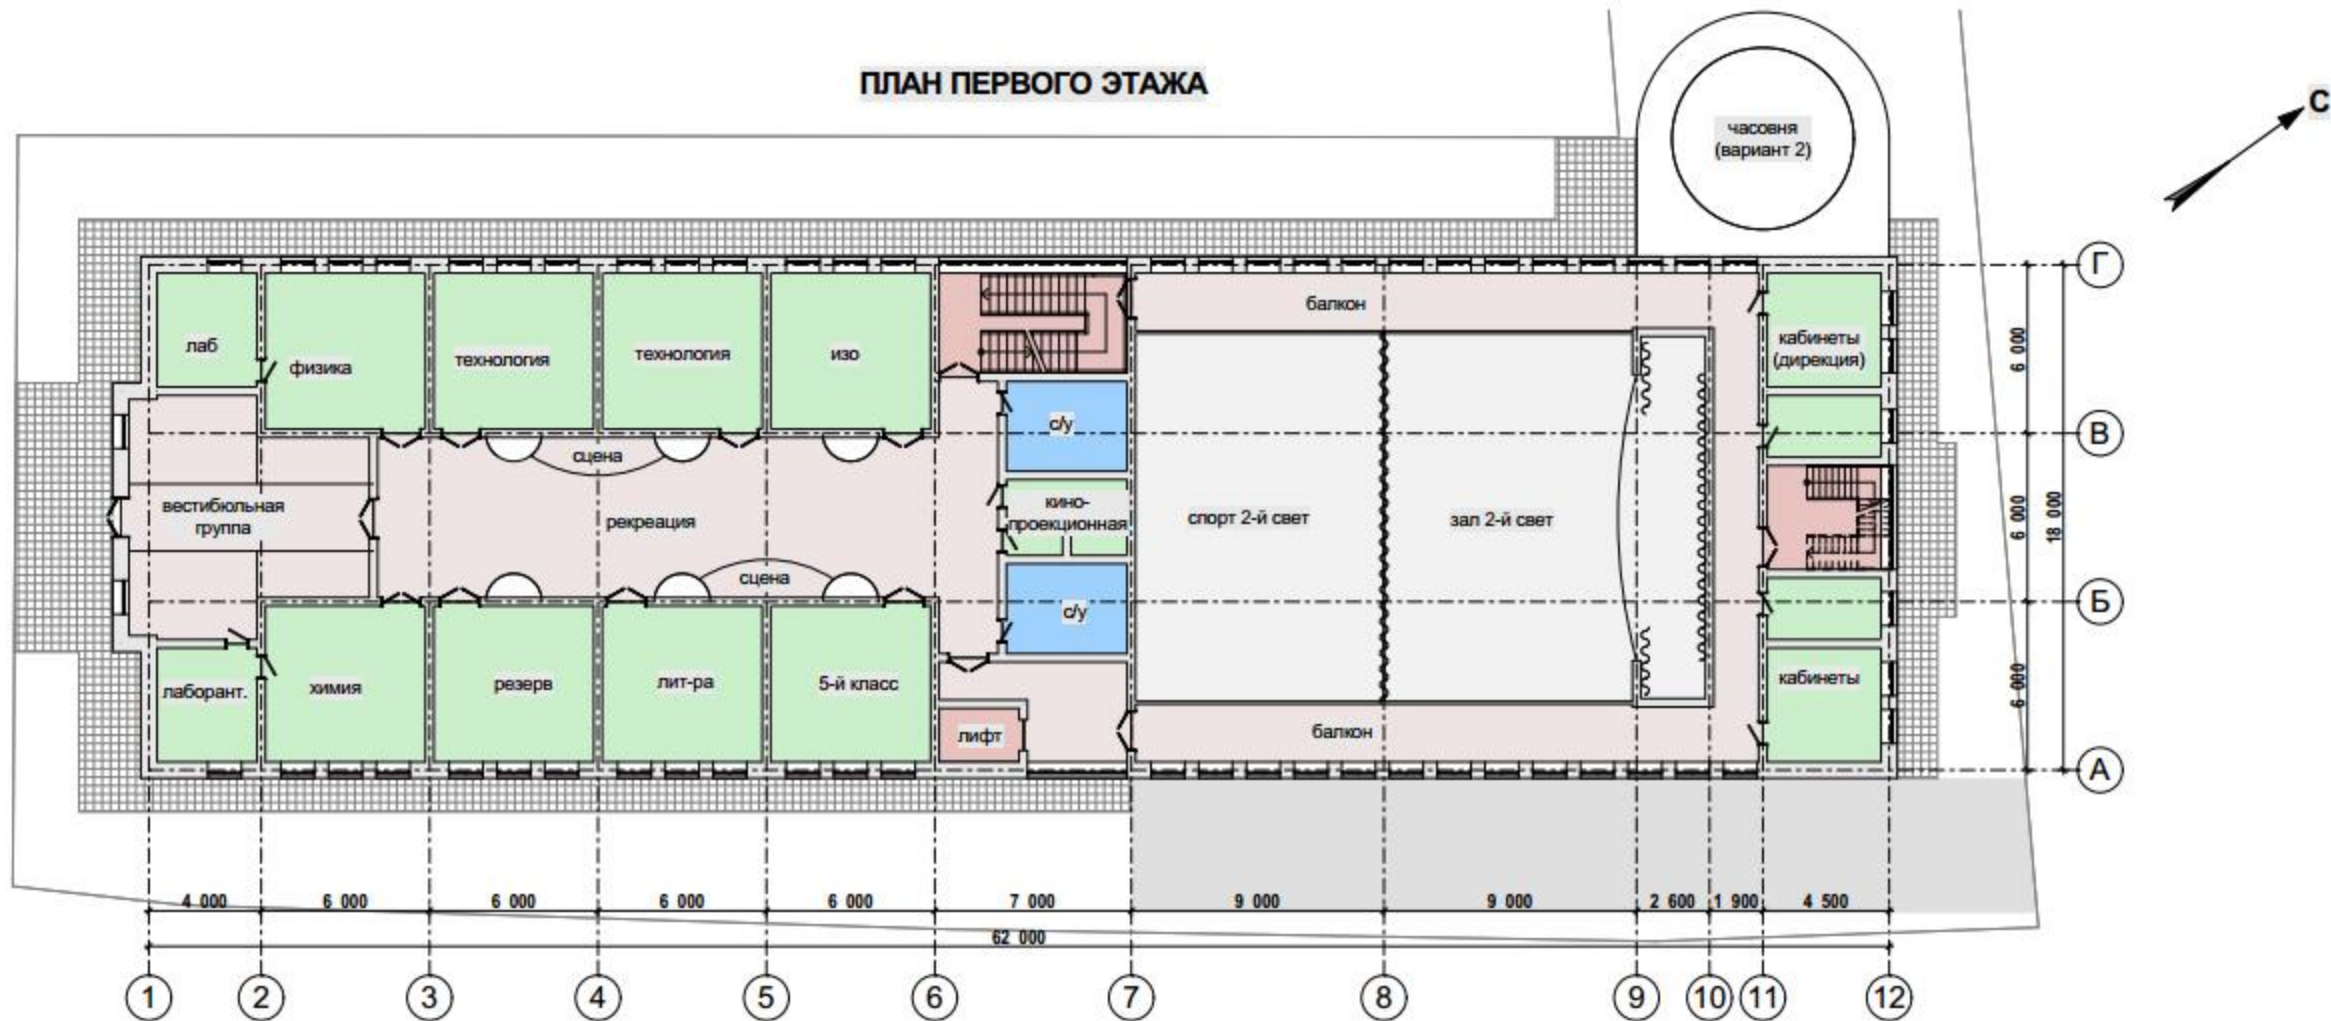 ПЛАН ПЕРВОГО ЭТАЖА
С
часовня
(вариант 2)
Г
балкон
лаб
физика
технология
технология
изо
кабинеты
(дирекция)
6 000
с/у
В
сцена
вестибюльная
группа
рекреация
кино-
проекционная
спорт 2-й свет
зал 2-й свет
6 000
18 000
сцена
с/у
Б
лаборант.
химия
резерв
лит-ра
5-й класс
кабинеты
6 000
лифт
балкон
А
4 000
6 000
6 000
6 000
6 000
7 000
9 000
9 000
2 600
1 900
4 500
62 000
1
2
3
4
5
6
7
8
9
10
11
12